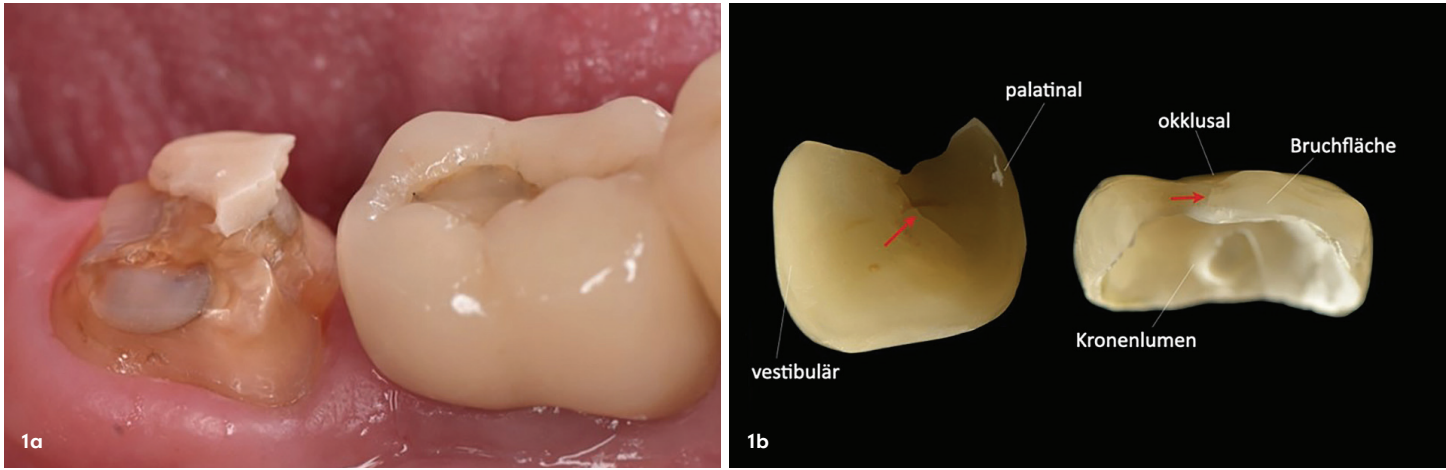 1a
palatinal
okklusal
Bruchfläche
Kronenlumen
vestibulär
1b